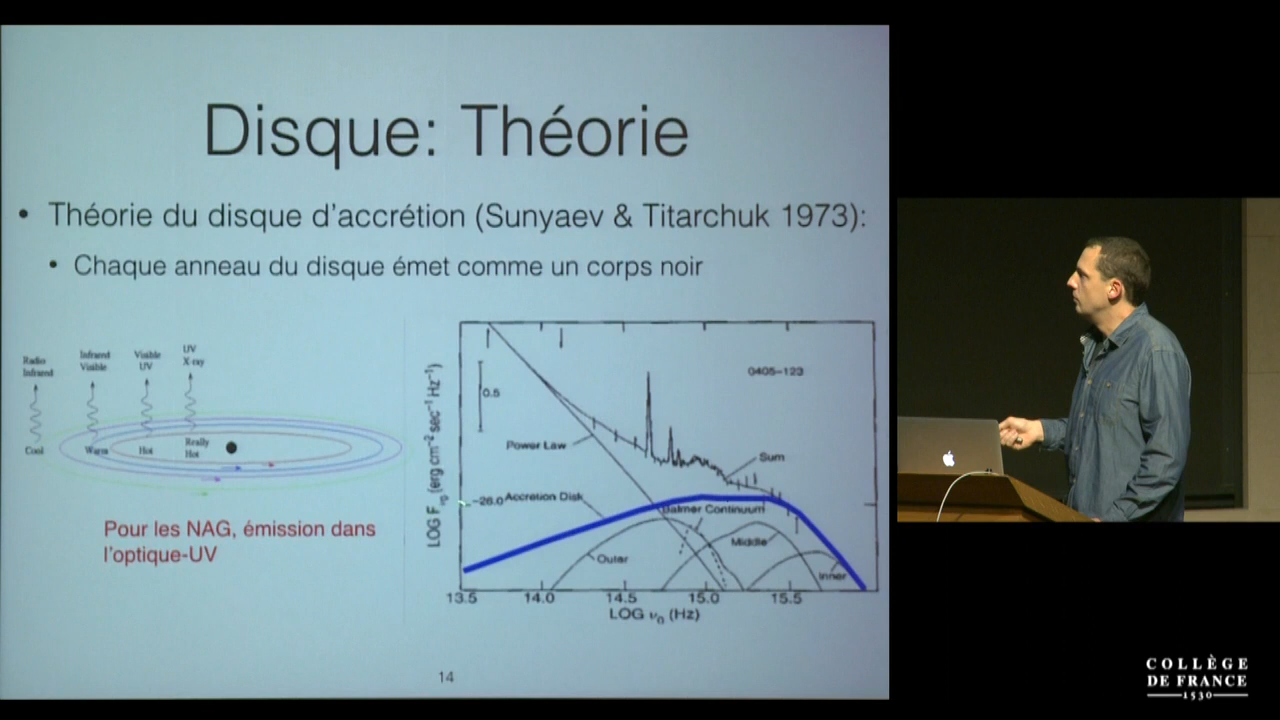 Disque: Théorie
• Théorie du disque d'accrétion (Sunyaev & Titarchuk 1973):
• Chaque anneau du disque émet comme un corps noir
Radio
Infrared
Infrared
Visible
Visible
UV
UV
X-ray
Cool
Warm
Hot
Really
Hot
Pour les NAG, émission dans
l'optique-UV
0405-123
0.5
Power Law
Sum
-26.0
Accretion Disk
Balmer Continuum
Middle
Outer
Inner
LOG Fν0 (erg cm⁻² sec⁻¹ Hz⁻¹)
13.5 14.0 14.5 15.0 15.5
LOG ν0 (Hz)
14
COLLÈGE
DE FRANCE
1530